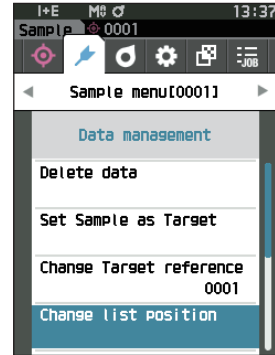 I+E M0 13:37
Sample 0001
JOB
Sample menu[0001]
Data management
Delete data
Set Sample as Target
Change Target reference
0001
Change list position